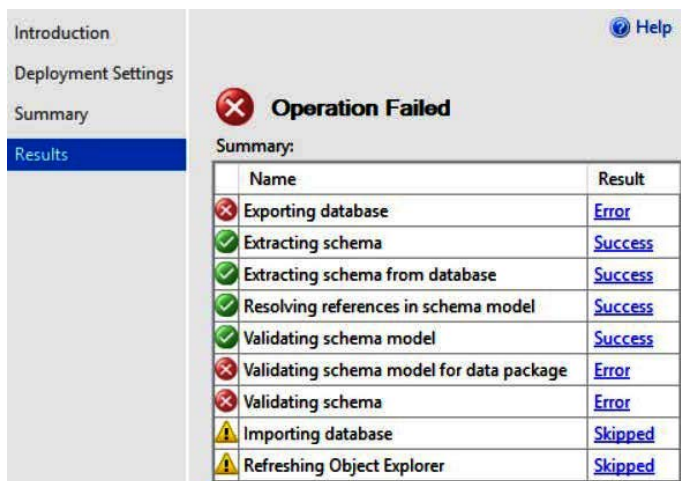 Introduction
Deployment Settings
Summary
Results
Help
Operation Failed
Summary:
Name Result
Exporting database Error
Extracting schema Success
Extracting schema from database Success
Resolving references in schema model Success
Validating schema model Success
Validating schema model for data package Error
Validating schema Error
Importing database Skipped
Refreshing Object Explorer Skipped